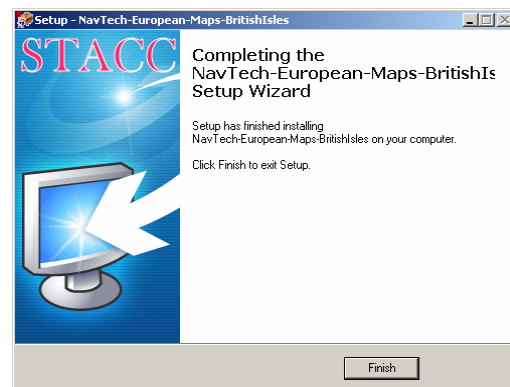 Setup - NavTech-European-Maps-BritishIsles
STACC
Completing the
NavTech-European-Maps-BritishIs
Setup Wizard
Setup has finished installing
NavTech-European-Maps-BritishIsles on your computer.
Click Finish to exit Setup.
Finish